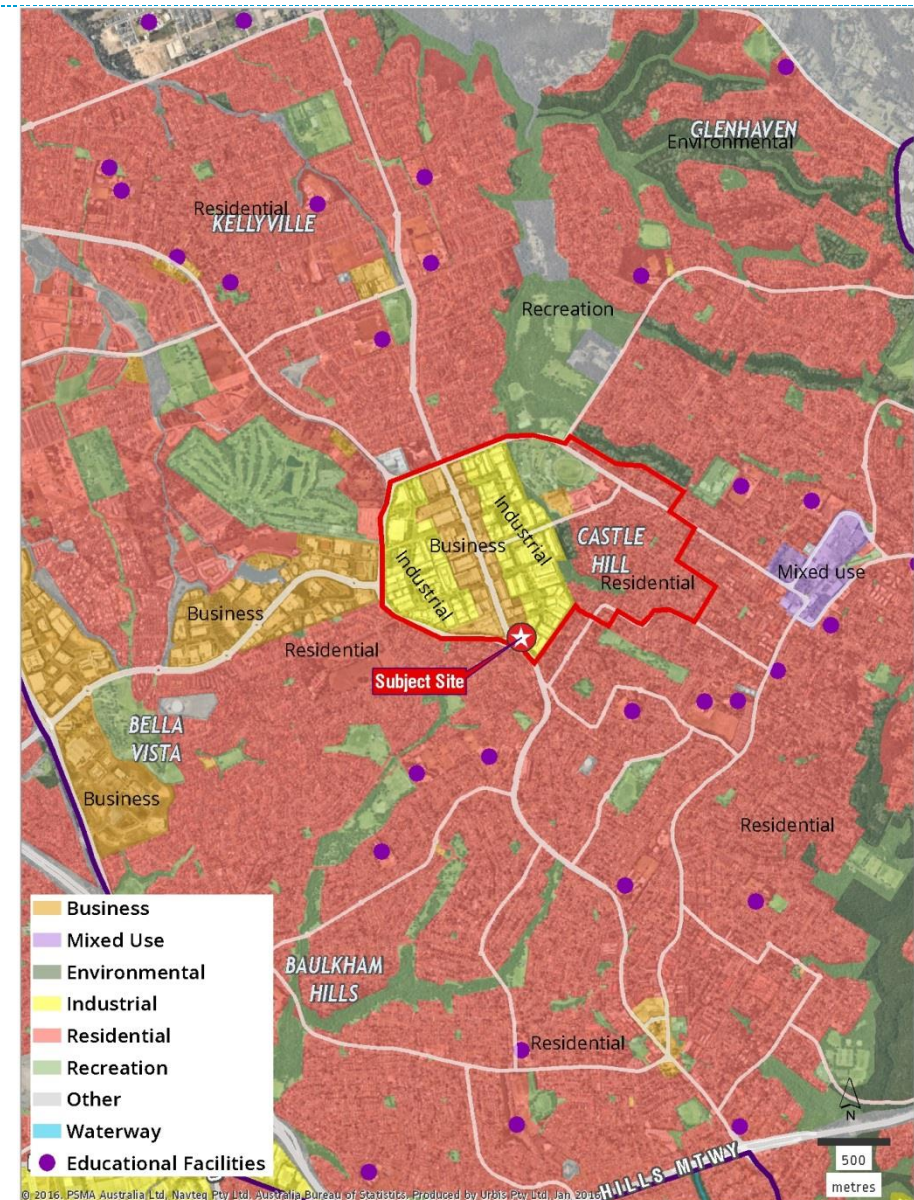 GLENHAVEN
Environmental
Residential
KELLYVILLE
Recreation
Industrial
Business
Industrial
CASTLE
HILL
Residential
Mixed use
Business
Residential
Subject Site
BELLA
VISTA
Business
Residential
Business
Mixed Use
Environmental
Industrial
Residential
Recreation
Other
Waterway
Educational Facilities
BAULKHAM
HILLS
Residential
N
500
metres
HILLS MTWY
© 2016. PSMA Australia Ltd, Navteq Pty Ltd, Australia Bureau of Statistics. Produced by Urbis Pty Ltd, Jan 2016